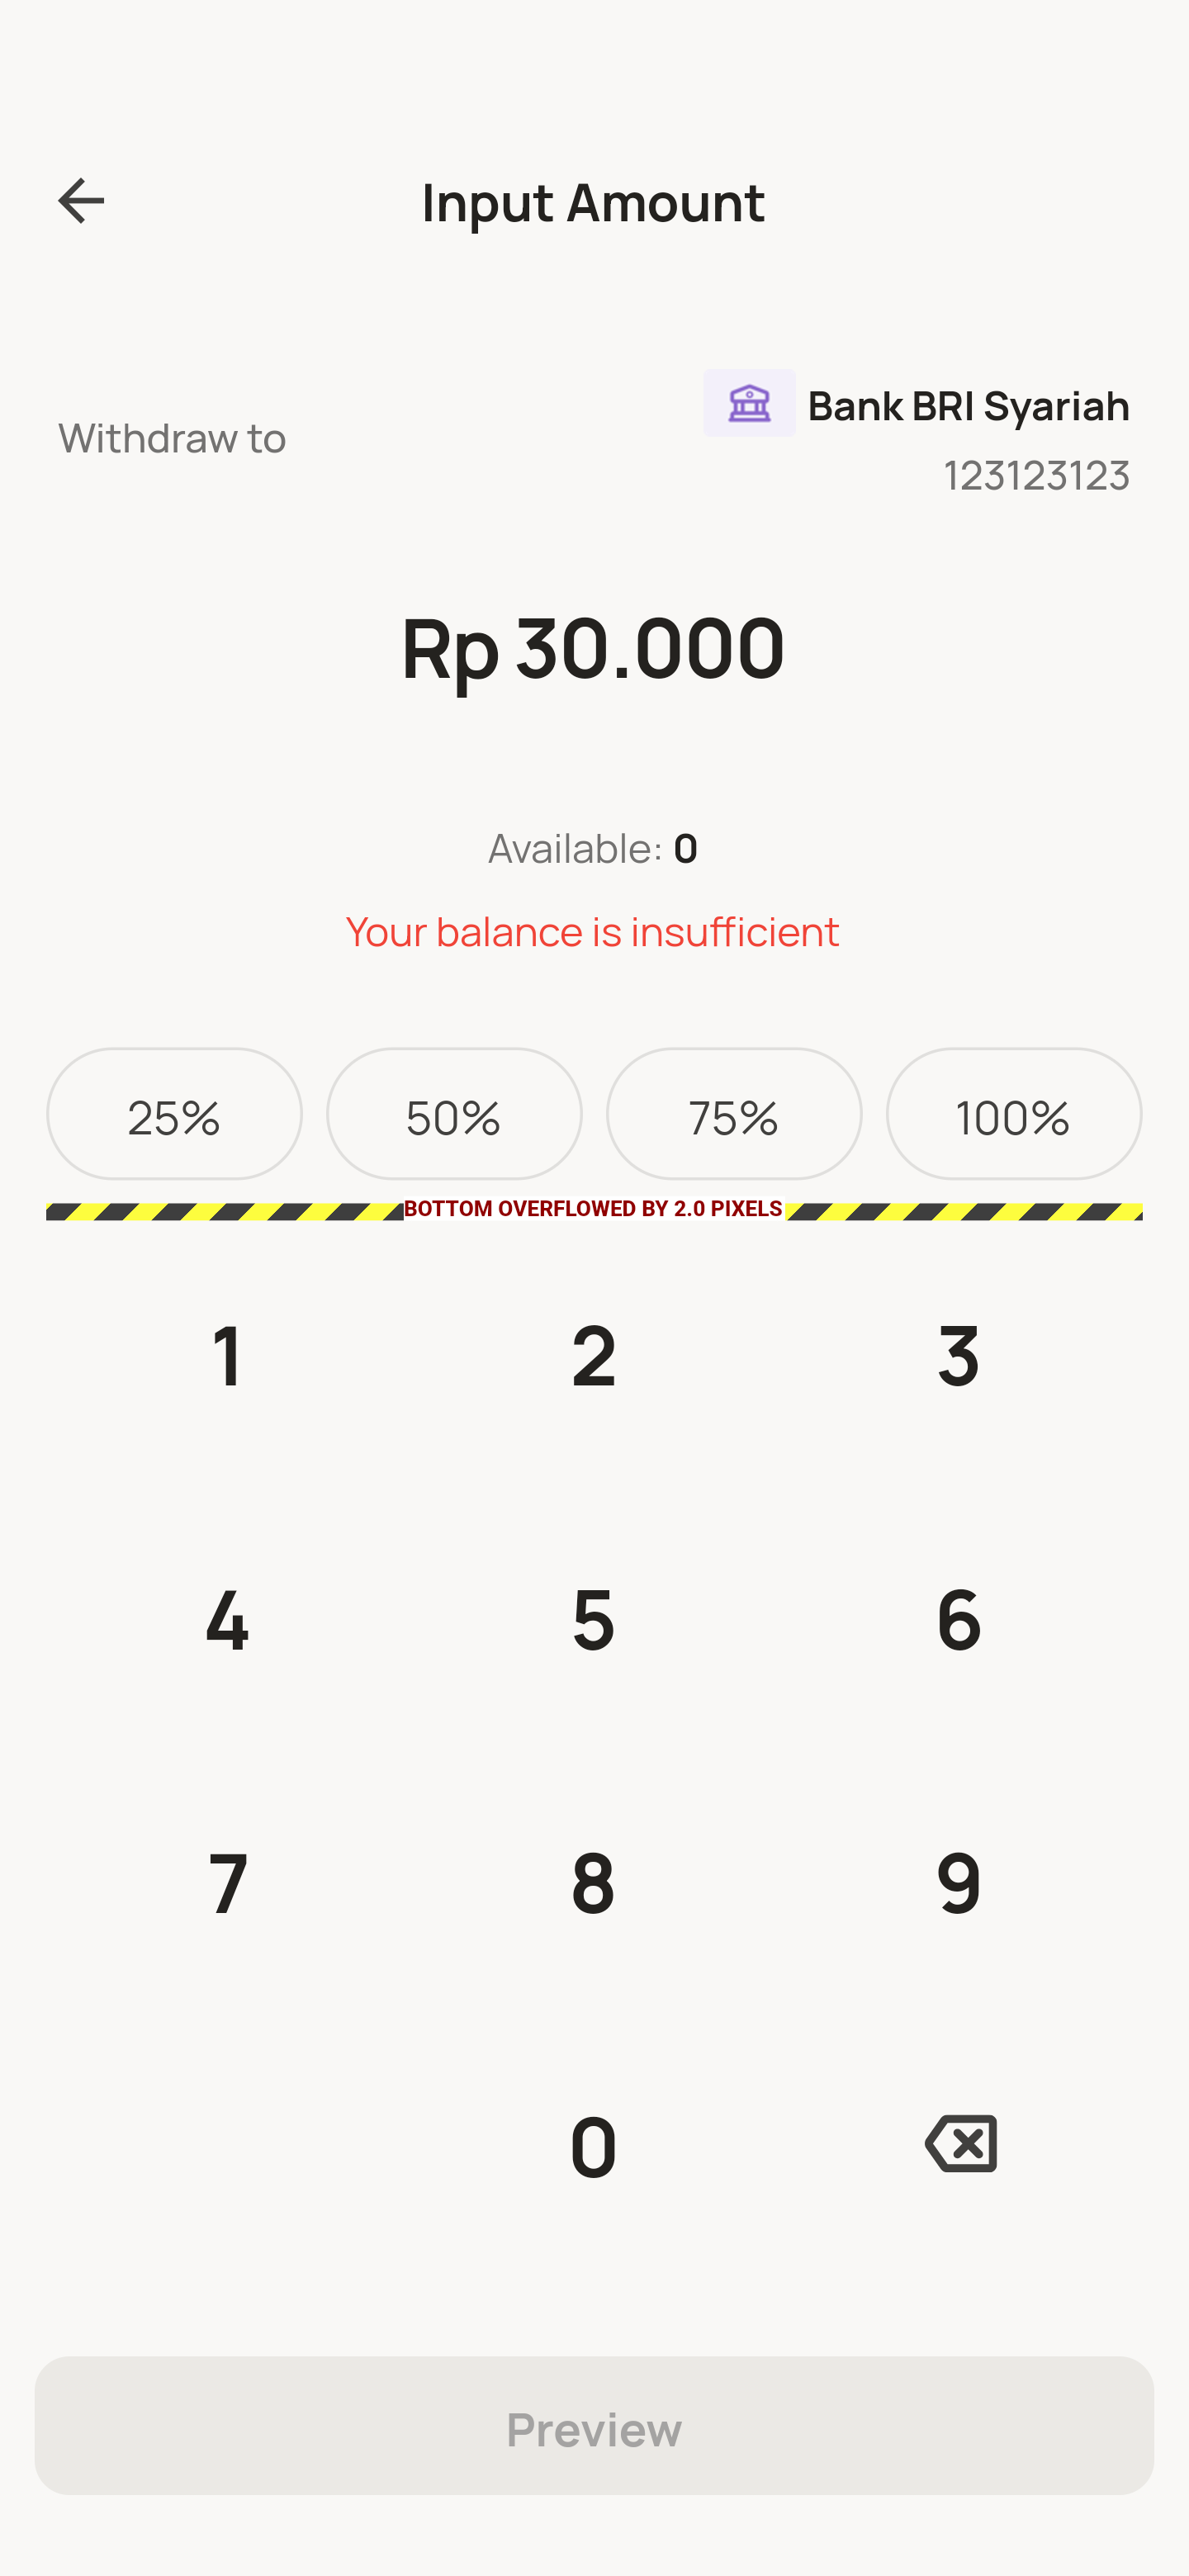 Input Amount
Withdraw to
Bank BRI Syariah
123123123
Rp 30.000
Available: 0
Your balance is insufficient
25% 50% 75% 100%
BOTTOM OVERFLOWED BY 2.0 PIXELS
1 2 3
4 5 6
7 8 9
0
Preview